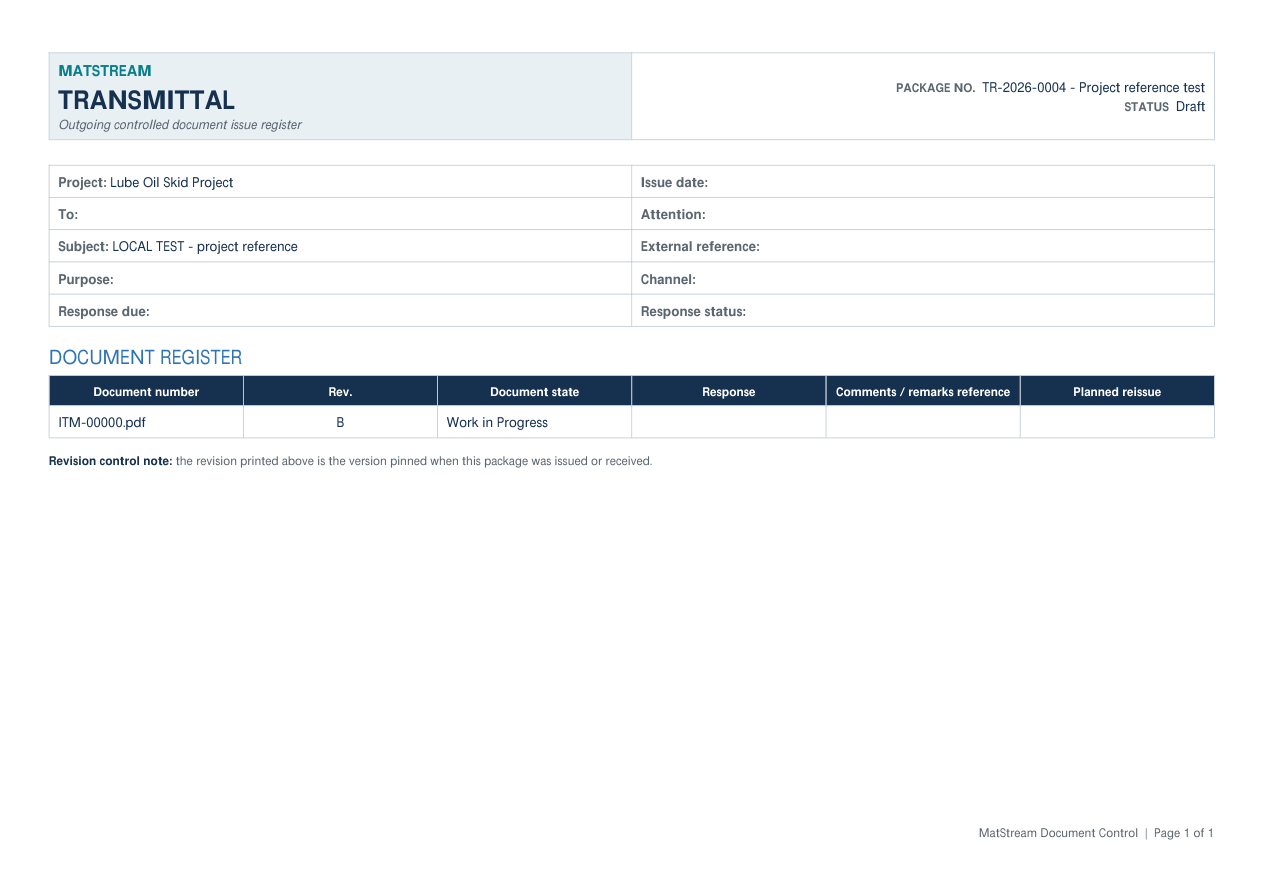 MATSTREAM
TRANSMITTAL
Outgoing controlled document issue register
PACKAGE NO. TR-2026-0004 - Project reference test
STATUS Draft
Project: Lube Oil Skid Project
Issue date:
To:
Attention:
Subject: LOCAL TEST - project reference
External reference:
Purpose:
Channel:
Response due:
Response status:
DOCUMENT REGISTER
Document number Rev. Document state Response Comments / remarks reference Planned reissue
ITM-00000.pdf B Work in Progress
Revision control note: the revision printed above is the version pinned when this package was issued or received.
MatStream Document Control | Page 1 of 1